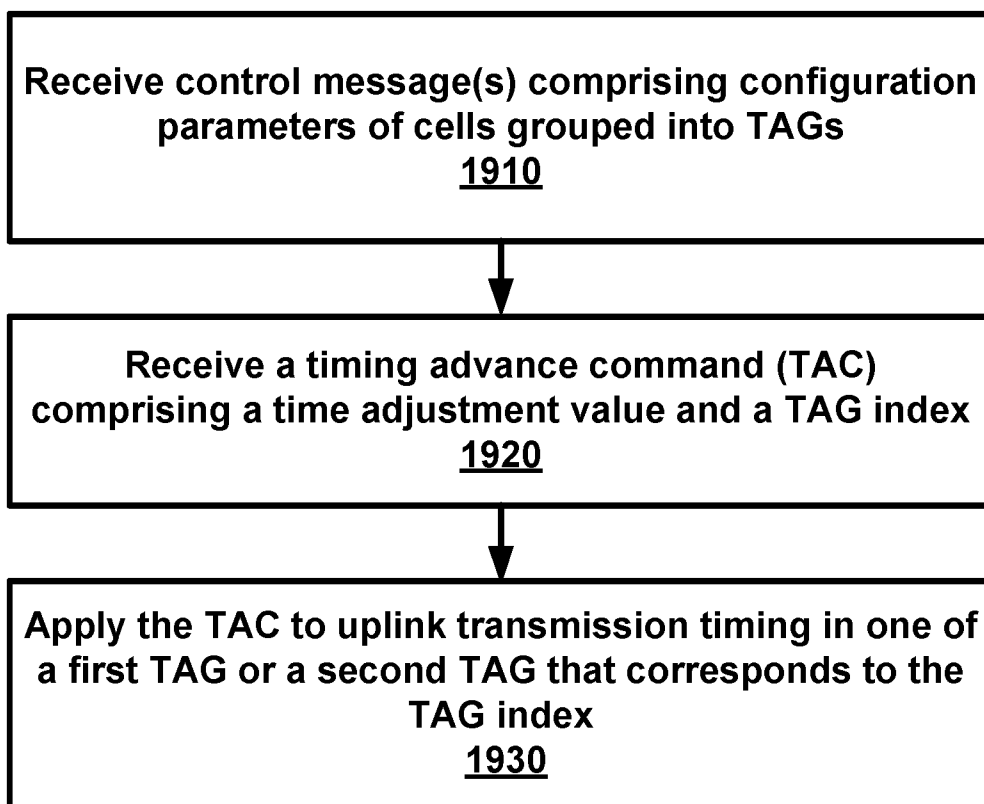 Receive control message(s) comprising configuration
parameters of cells grouped into TAGs
1910
Receive a timing advance command (TAC)
comprising a time adjustment value and a TAG index
1920
Apply the TAC to uplink transmission timing in one of
a first TAG or a second TAG that corresponds to the
TAG index
1930